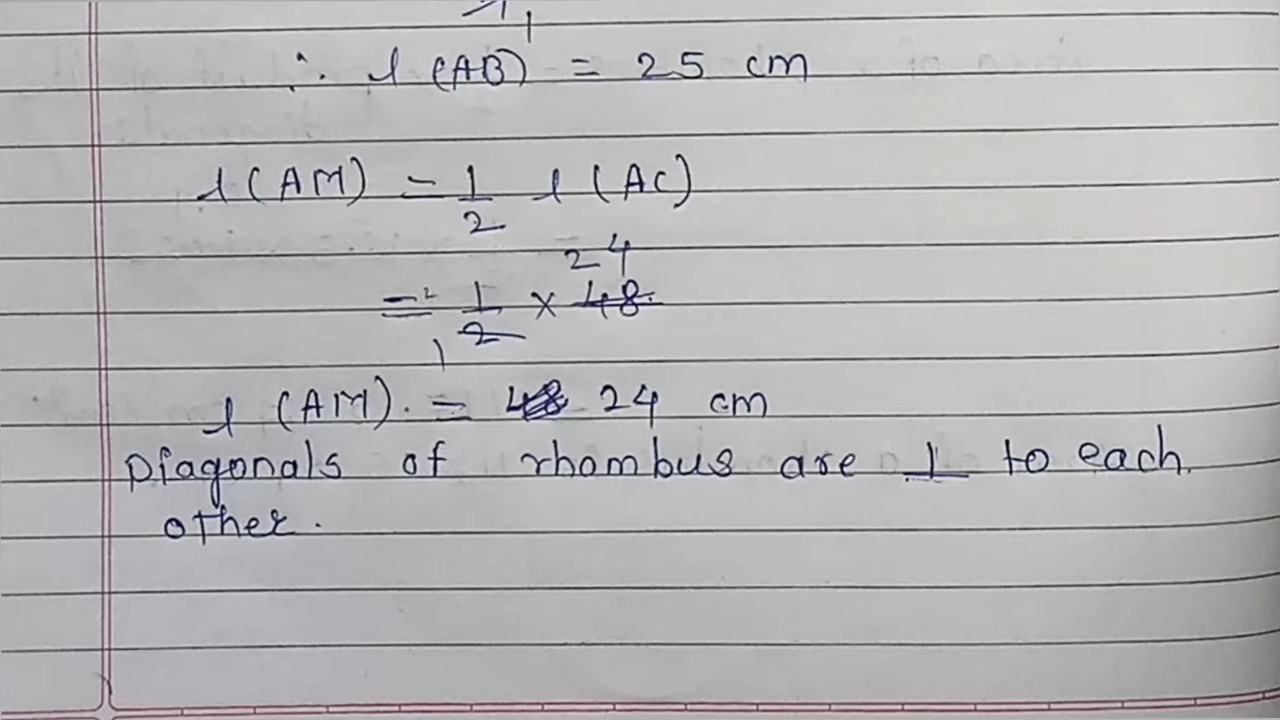 ∴ l (AB) = 25 cm
l (AM) = 1/2 l (AC)
= 1/2 × 48 24
1
l (AM) = 24 cm
Diagonals of rhombus are ⊥ to each
other.